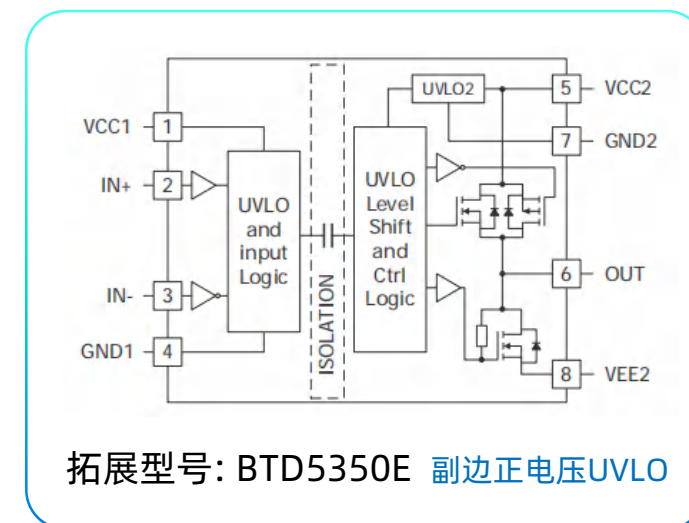 UVLO2
5 VCC2
VCC1 1
7 GND2
IN+ 2
UVLO
and
input
Logic
UVLO
Level
Shift
and
Ctrl
Logic
ISOLATION
6 OUT
IN- 3
GND1 4
8 VEE2
拓展型号: BTD5350E 副边正电压UVLO